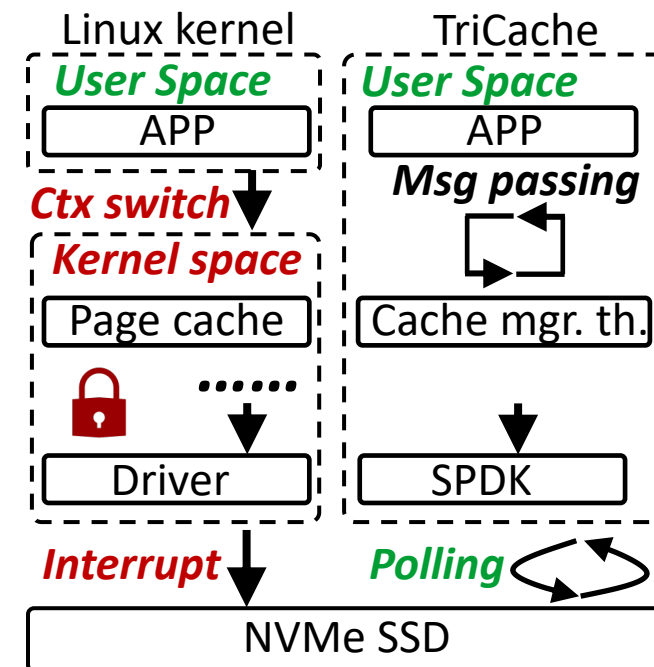 Linux kernel
User Space
APP
Ctx switch
Kernel space
Page cache
......
Driver
Interrupt
TriCache
User Space
APP
Msg passing
Cache mgr. th.
SPDK
Polling
NVMe SSD